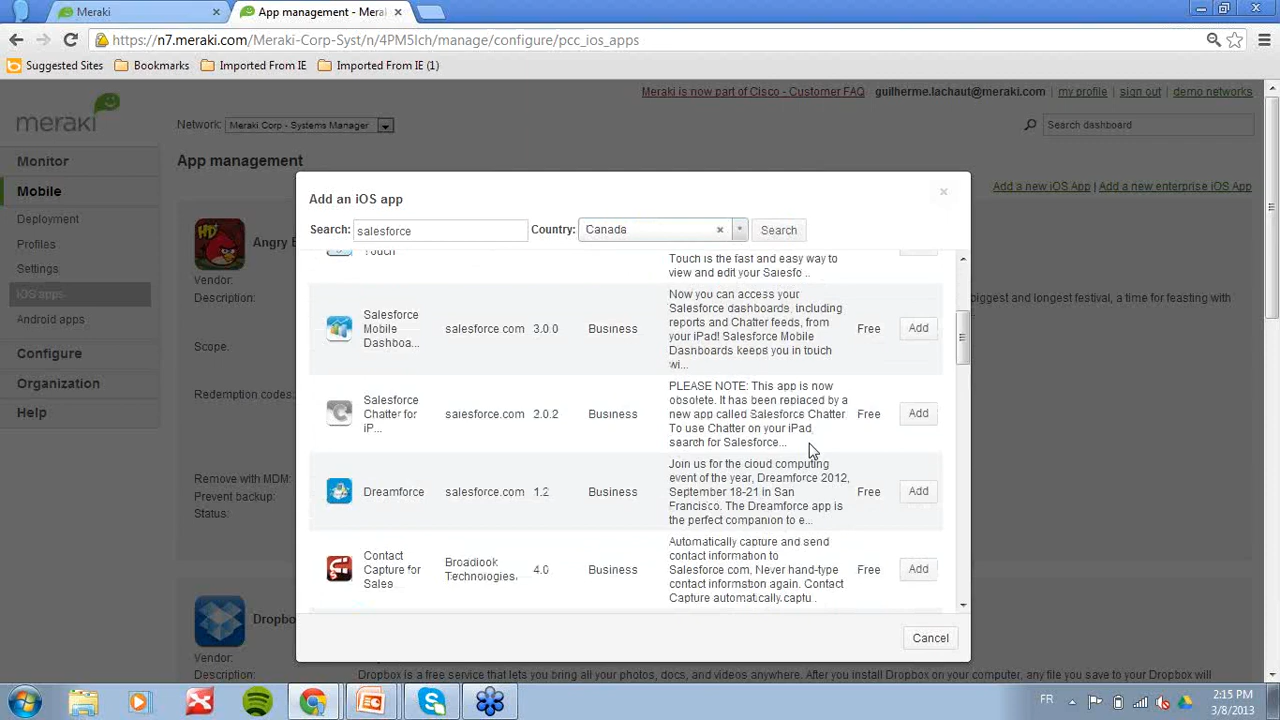 Meraki
App management - Mera
https://n7.meraki.com/Meraki-Corp-Syst/n/4PM5Ich/manage/configure/pcc_ios_apps
Suggested Sites
Bookmarks
Imported From IE
Imported From IE (1)
Meraki is now part of Cisco - Customer FAQ
guilherme.lachaut@meraki.com
my profile
sign out
demo networks
meraki
Network:
Meraki Corp - Systems Manager
Search dashboard
Monitor
Mobile
Deployment
Profiles
Settings
iOS apps
Android apps
Configure
Organization
Help
App management
Add a new iOS App | Add a new enterprise iOS App
HD
Angry B
Vendor:
Description:
biggest and longest festival, a time for feasting with
Scope.
Redemption codes:
Remove with MDM:
Prevent backup:
Status:
Add an iOS app
Search:
salesforce
Country:
Canada
Search
Touch
Touch is the fast and easy way to
view and edit your Salesfo ..
Salesforce
Mobile
Dashboa...
salesforce.com
3.0 0
Business
Now you can access your
Salesforce dashboards, including
reports and Chatter feeds, from
your iPad! Salesforce Mobile
Dashboards keeps you in touch
wi...
Free
Add
Salesforce
Chatter for
iP...
salesforce.com
2.0.2
Business
PLEASE NOTE: This app is now
obsolete. It has been replaced by a
new app called Salesforce Chatter
To use Chatter on your iPad,
search for Salesforce...
Free
Add
Dreamforce
salesforce.com
1.2
Business
Join us for the cloud computing
event of the year, Dreamforce 2012,
September 18-21 in San
Francisco. The Dreamforce app is
the perfect companion to e...
Free
Add
Contact
Capture for
Sales
Broadlook
Technologies,
4.0
Business
Automatically capture and send
contact information to
Salesforce com, Never hand-type
contact information again. Contact
Capture automatically captu .
Free
Add
Cancel
Dropbo
Vendor:
Description:
Dropbox is a free service that lets you bring all your photos, docs, and videos anywhere. After you install Dropbox on your computer, any file you save to your Dropbox will
FR
2:15 PM
3/8/2013